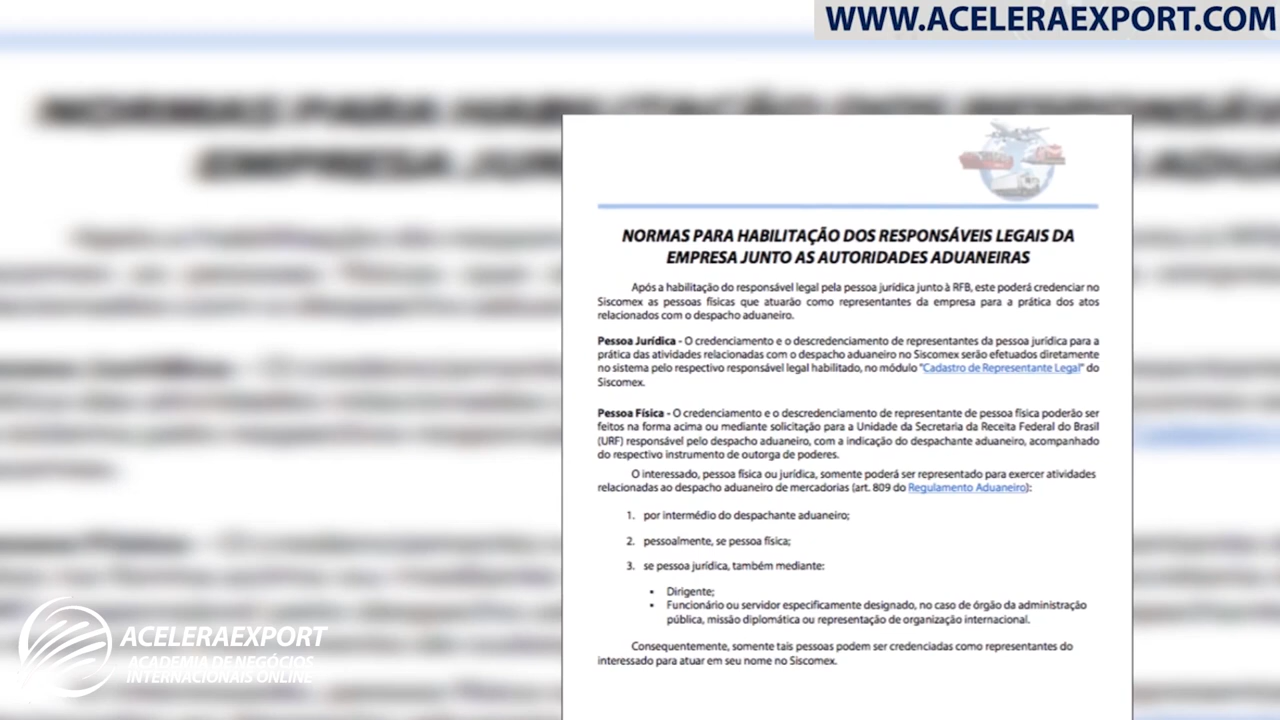 WWW.ACELERAEXPORT.COM
NORMAS PARA HABILITAÇÃO DOS RESPONSÁVEIS LEGAIS DA
EMPRESA JUNTO AS AUTORIDADES ADUANEIRAS
Após a habilitação do responsável legal pela pessoa jurídica junto à RFB, este poderá credenciar no
Siscomex as pessoas físicas que atuarão como representantes da empresa para a prática dos atos
relacionados com o despacho aduaneiro.
Pessoa Jurídica - O credenciamento e o descredenciamento de representantes da pessoa jurídica para a
prática das atividades relacionadas com o despacho aduaneiro no Siscomex serão efetuados diretamente
no sistema pelo respectivo responsável legal habilitado, no módulo "Cadastro de Representante Legal" do
Siscomex.
Pessoa Física - O credenciamento e o descredenciamento de representante de pessoa física poderão ser
feitos na forma acima ou mediante solicitação para a Unidade da Secretaria da Receita Federal do Brasil
(URF) responsável pelo despacho aduaneiro, com a indicação do despachante aduaneiro, acompanhado
do respectivo instrumento de outorga de poderes.
O interessado, pessoa física ou jurídica, somente poderá ser representado para exercer atividades
relacionadas ao despacho aduaneiro de mercadorias (art. 809 do Regulamento Aduaneiro):
1. por intermédio do despachante aduaneiro;
2. pessoalmente, se pessoa física;
3. se pessoa jurídica, também mediante:
• Dirigente;
• Funcionário ou servidor especificamente designado, no caso de órgão da administração
pública, missão diplomática ou representação de organização internacional.
Consequentemente, somente tais pessoas podem ser credenciadas como representantes do
interessado para atuar em seu nome no Siscomex.
ACELERAEXPORT
ACADEMIA DE NEGÓCIOS
INTERNACIONAIS ONLINE